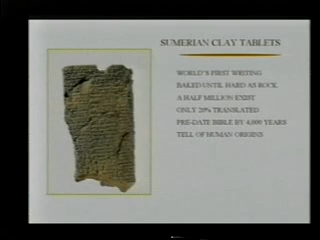 SUMERIAN CLAY TABLETS
WORLD'S FIRST WRITING
BAKED UNTIL HARD AS ROCK
A HALF MILLION EXIST
ONLY 20% TRANSLATED
PRE-DATE BIBLE BY 4,000 YEARS
TELL OF HUMAN ORIGINS